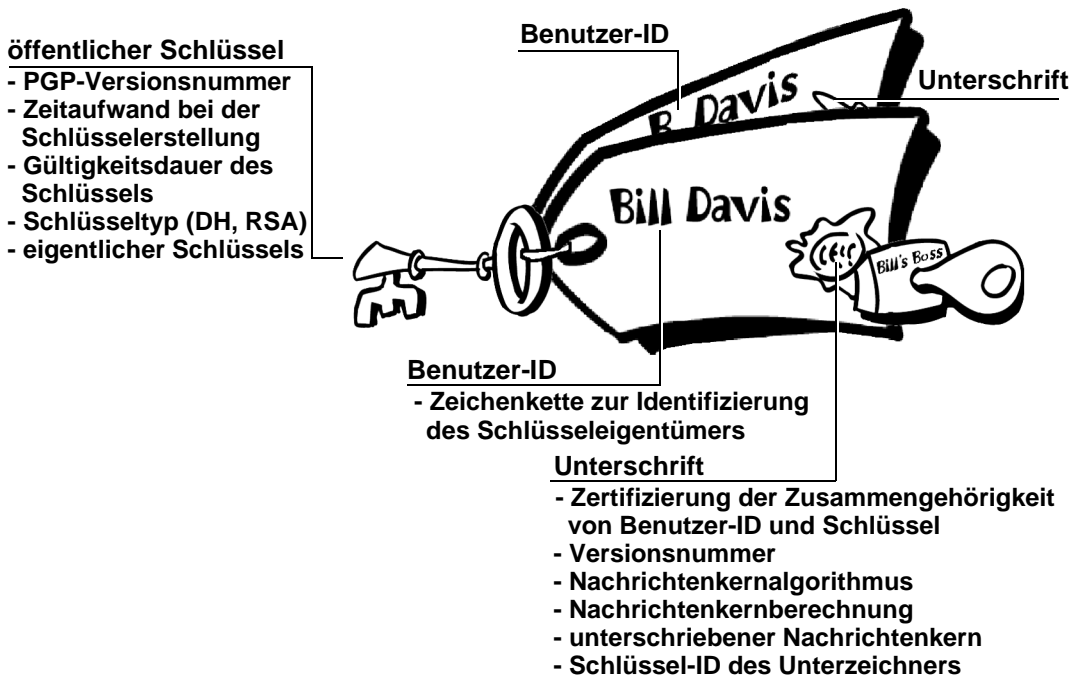 öffentlicher Schlüssel
- PGP-Versionsnummer
- Zeitaufwand bei der
Schlüsselerstellung
- Gültigkeitsdauer des
Schlüssels
- Schlüsseltyp (DH, RSA)
- eigentlicher Schlüssels
Benutzer-ID
Unterschrift
B. Davis
Bill Davis
Bill's Boss
Benutzer-ID
- Zeichenkette zur Identifizierung
des Schlüsseleigentümers
Unterschrift
- Zertifizierung der Zusammengehörigkeit
von Benutzer-ID und Schlüssel
- Versionsnummer
- Nachrichtenkernalgorithmus
- Nachrichtenkernberechnung
- unterschriebener Nachrichtenkern
- Schlüssel-ID des Unterzeichners